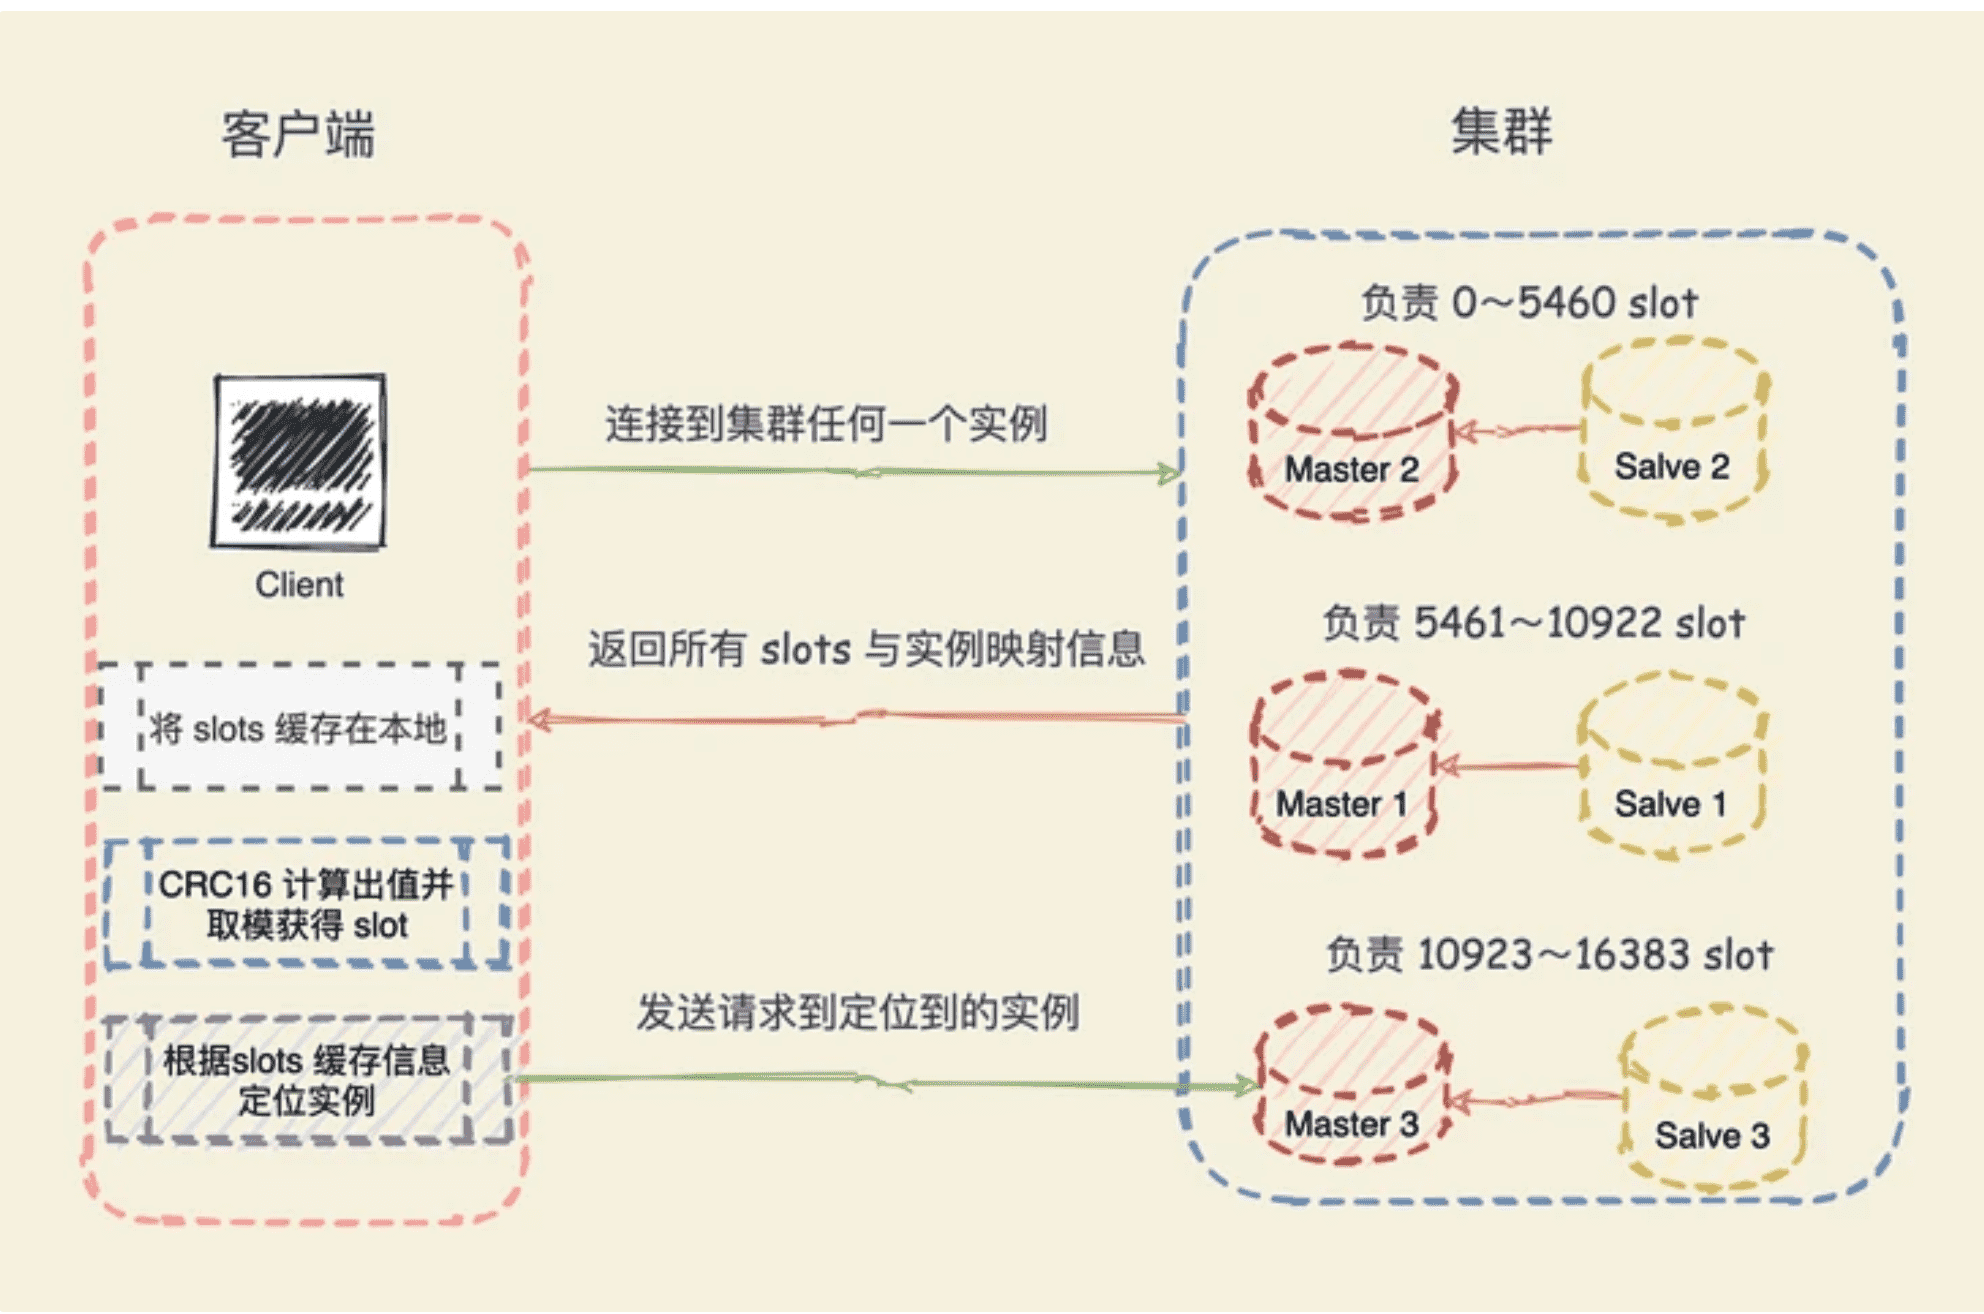 客户端
Client
将 slots 缓存在本地
CRC16 计算出值并
取模获得 slot
根据slots 缓存信息
定位实例
连接到集群任何一个实例
返回所有 slots 与实例映射信息
发送请求到定位到的实例
集群
负责 0～5460 slot
Master 2
Salve 2
负责 5461～10922 slot
Master 1
Salve 1
负责 10923～16383 slot
Master 3
Salve 3